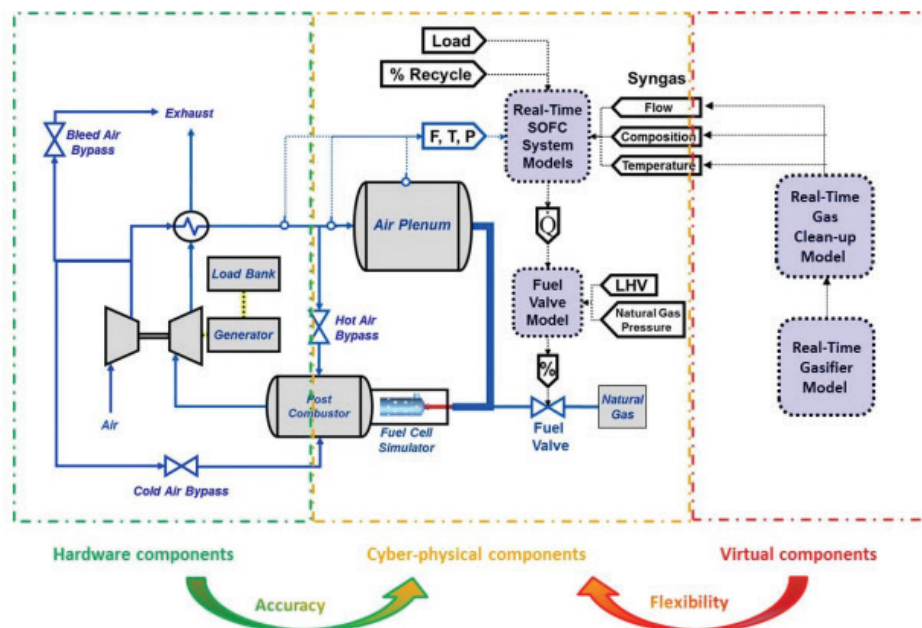 Exhaust
Bleed Air
Bypass
Load Bank
Generator
Air
Cold Air Bypass
Hot Air
Bypass
Post
Combustor
Fuel Cell
Simulator
Air Plenum
F, T, P
Load
% Recycle
Real-Time
SOFC
System
Models
Syngas
Flow
Composition
Temperature
Q̇
Fuel
Valve
Model
LHV
Natural Gas
Pressure
%
Fuel
Valve
Natural
Gas
Real-Time
Gas
Clean-up
Model
Real-Time
Gasifier
Model
Hardware components
Cyber-physical components
Virtual components
Accuracy
Flexibility